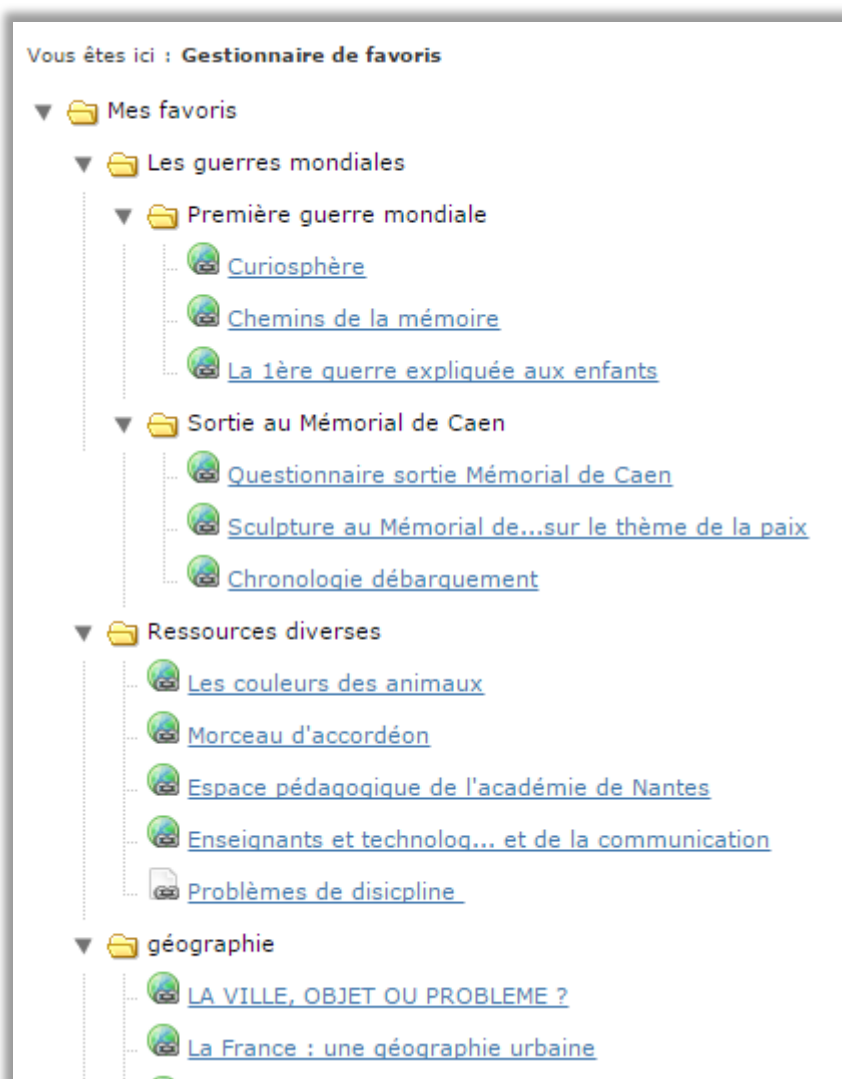 Vous êtes ici : Gestionnaire de favoris
Mes favoris
Les guerres mondiales
Première guerre mondiale
Curiosphère
Chemins de la mémoire
La 1ère guerre expliquée aux enfants
Sortie au Mémorial de Caen
Questionnaire sortie Mémorial de Caen
Sculpture au Mémorial de...sur le thème de la paix
Chronologie débarquement
Ressources diverses
Les couleurs des animaux
Morceau d'accordéon
Espace pédagogique de l'académie de Nantes
Enseignants et technolog... et de la communication
Problèmes de disicpline
géographie
LA VILLE, OBJET OU PROBLEME ?
La France : une géographie urbaine